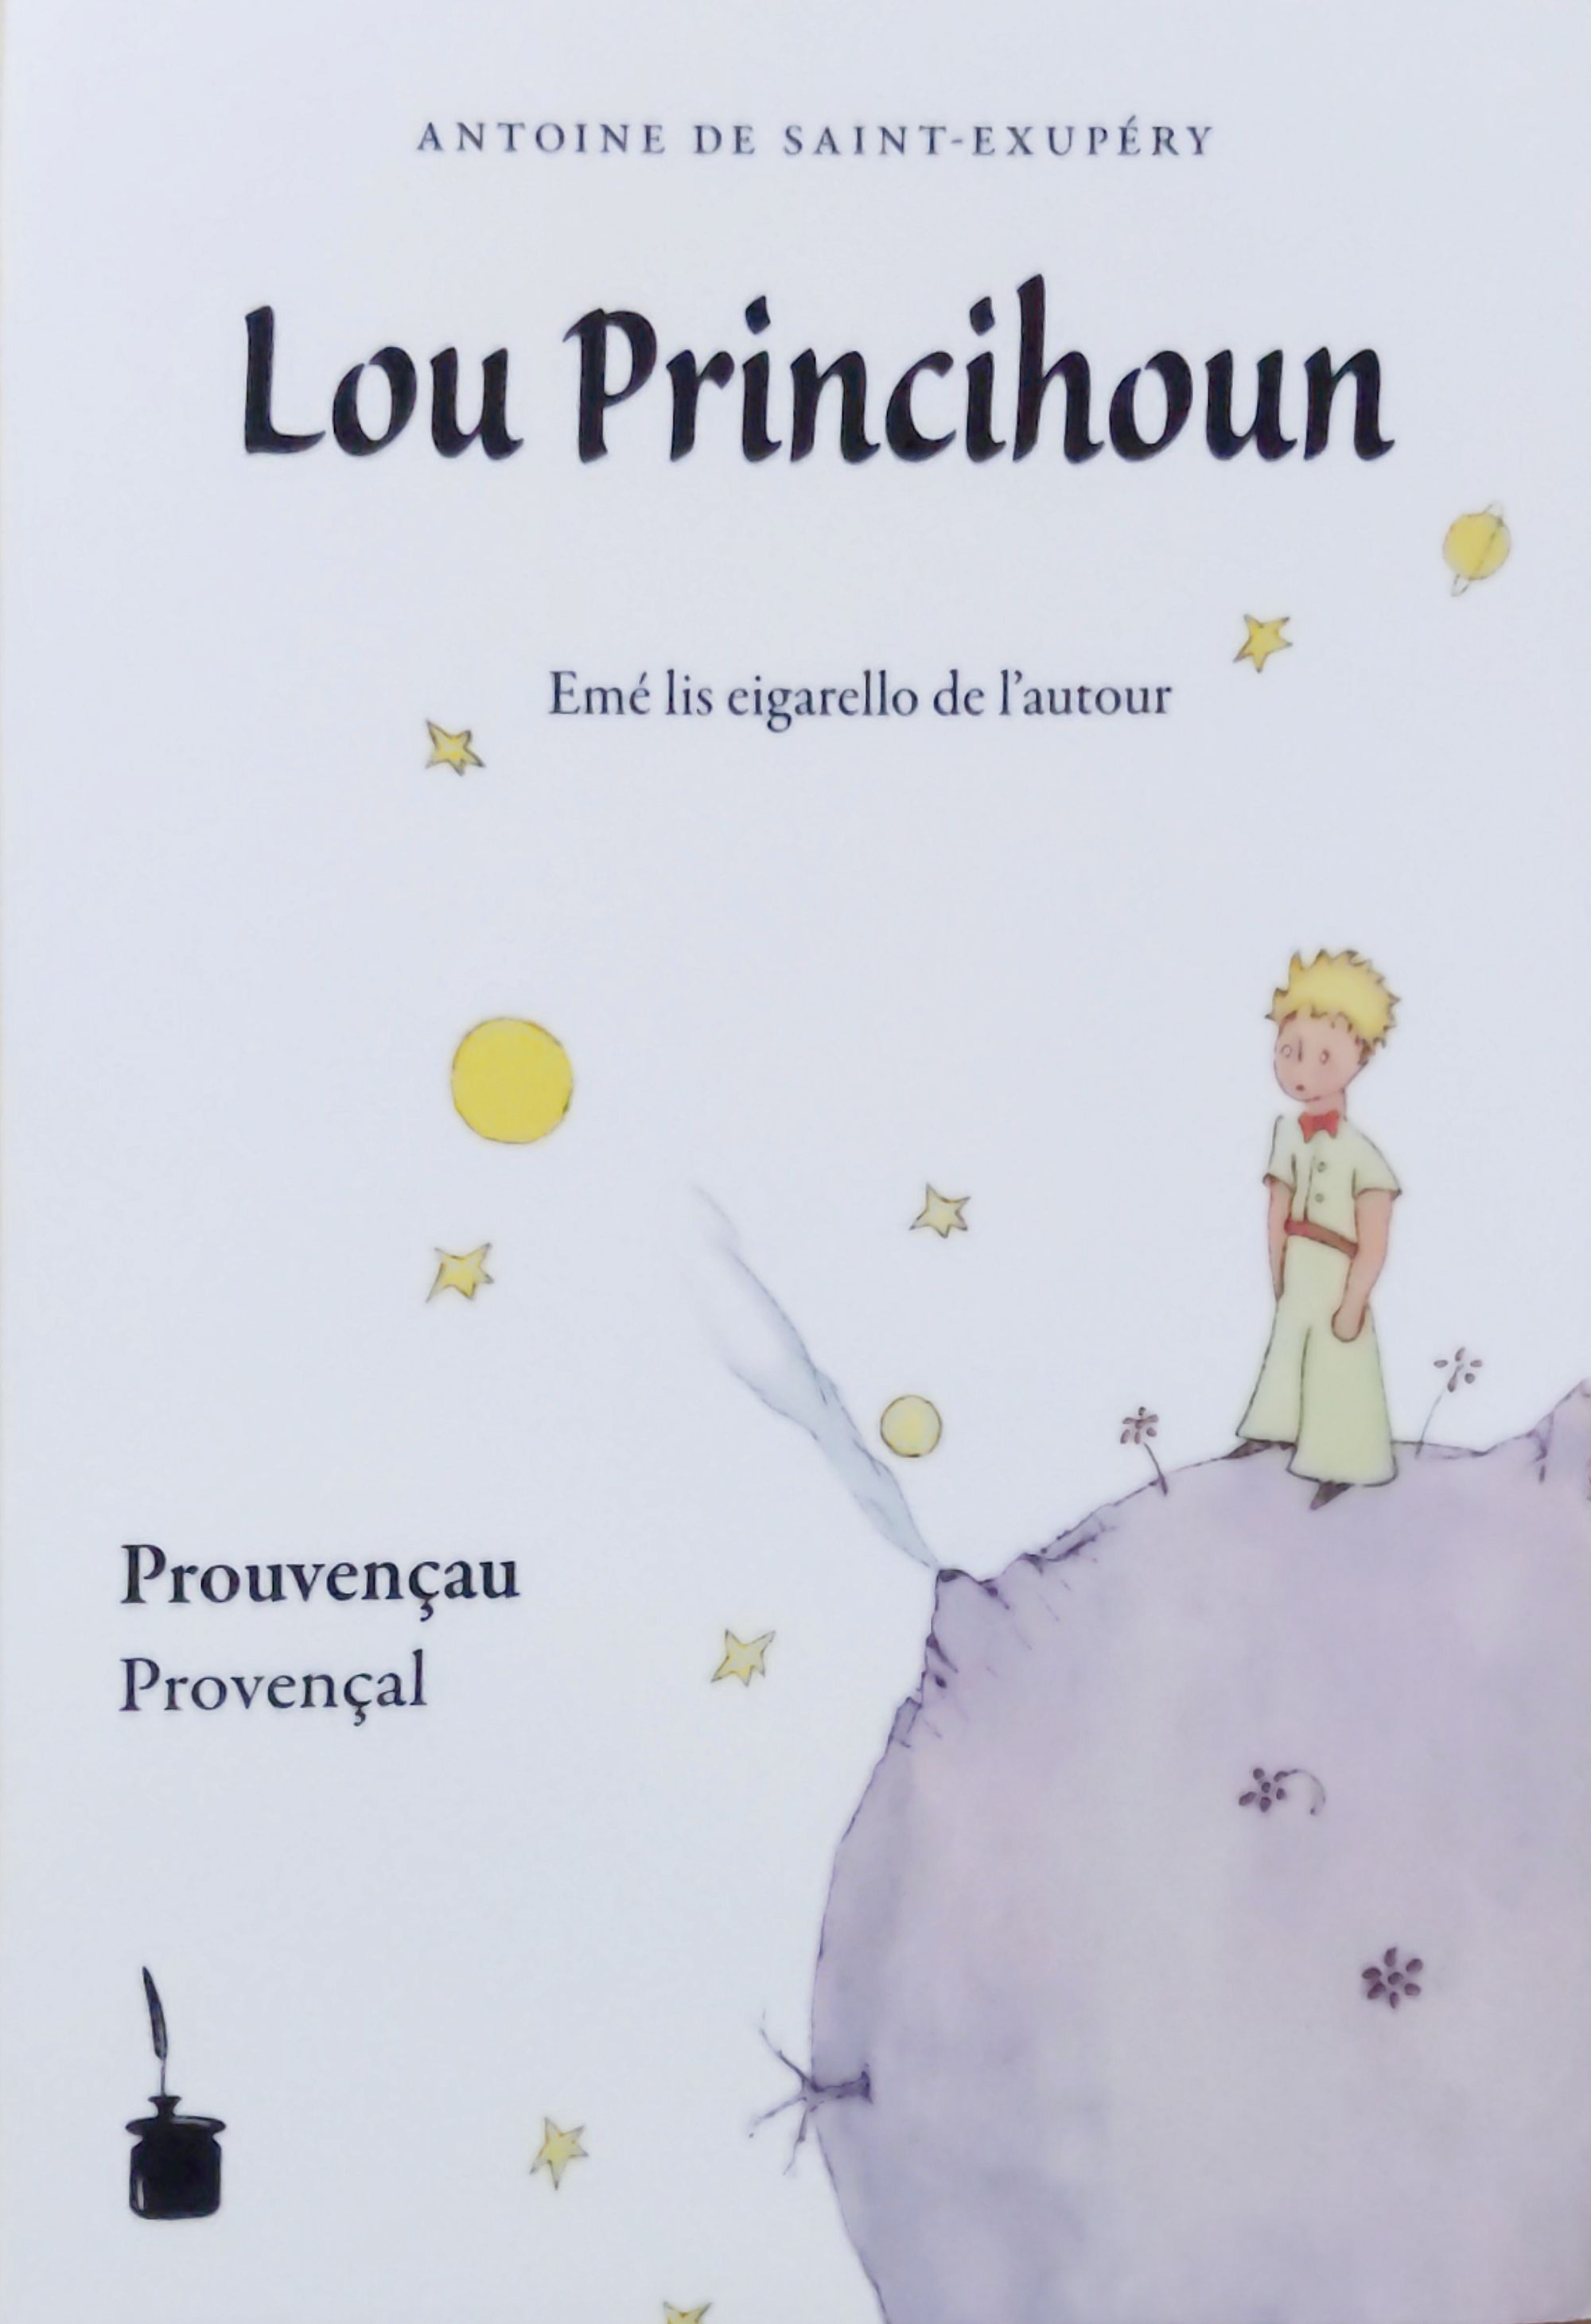 ANTOINE DE SAINT-EXUPÉRY
Lou Princihoun
Emé lis eigarello de l'autour
Prouvençau
Provençal